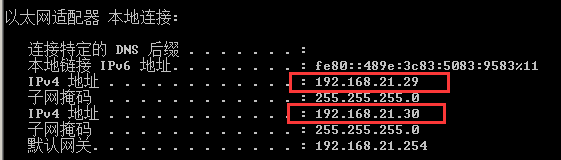 以太网适配器 本地连接:
连接特定的 DNS 后缀 . . . . . . . :
本地链接 IPv6 地址. . . . . . . . : fe80::489e:3c83:5083:9583%11
IPv4 地址 . . . . . . . . . . . . : 192.168.21.29
子网掩码 . . . . . . . . . . . . : 255.255.255.0
IPv4 地址 . . . . . . . . . . . . : 192.168.21.30
子网掩码 . . . . . . . . . . . . : 255.255.255.0
默认网关. . . . . . . . . . . . . : 192.168.21.254